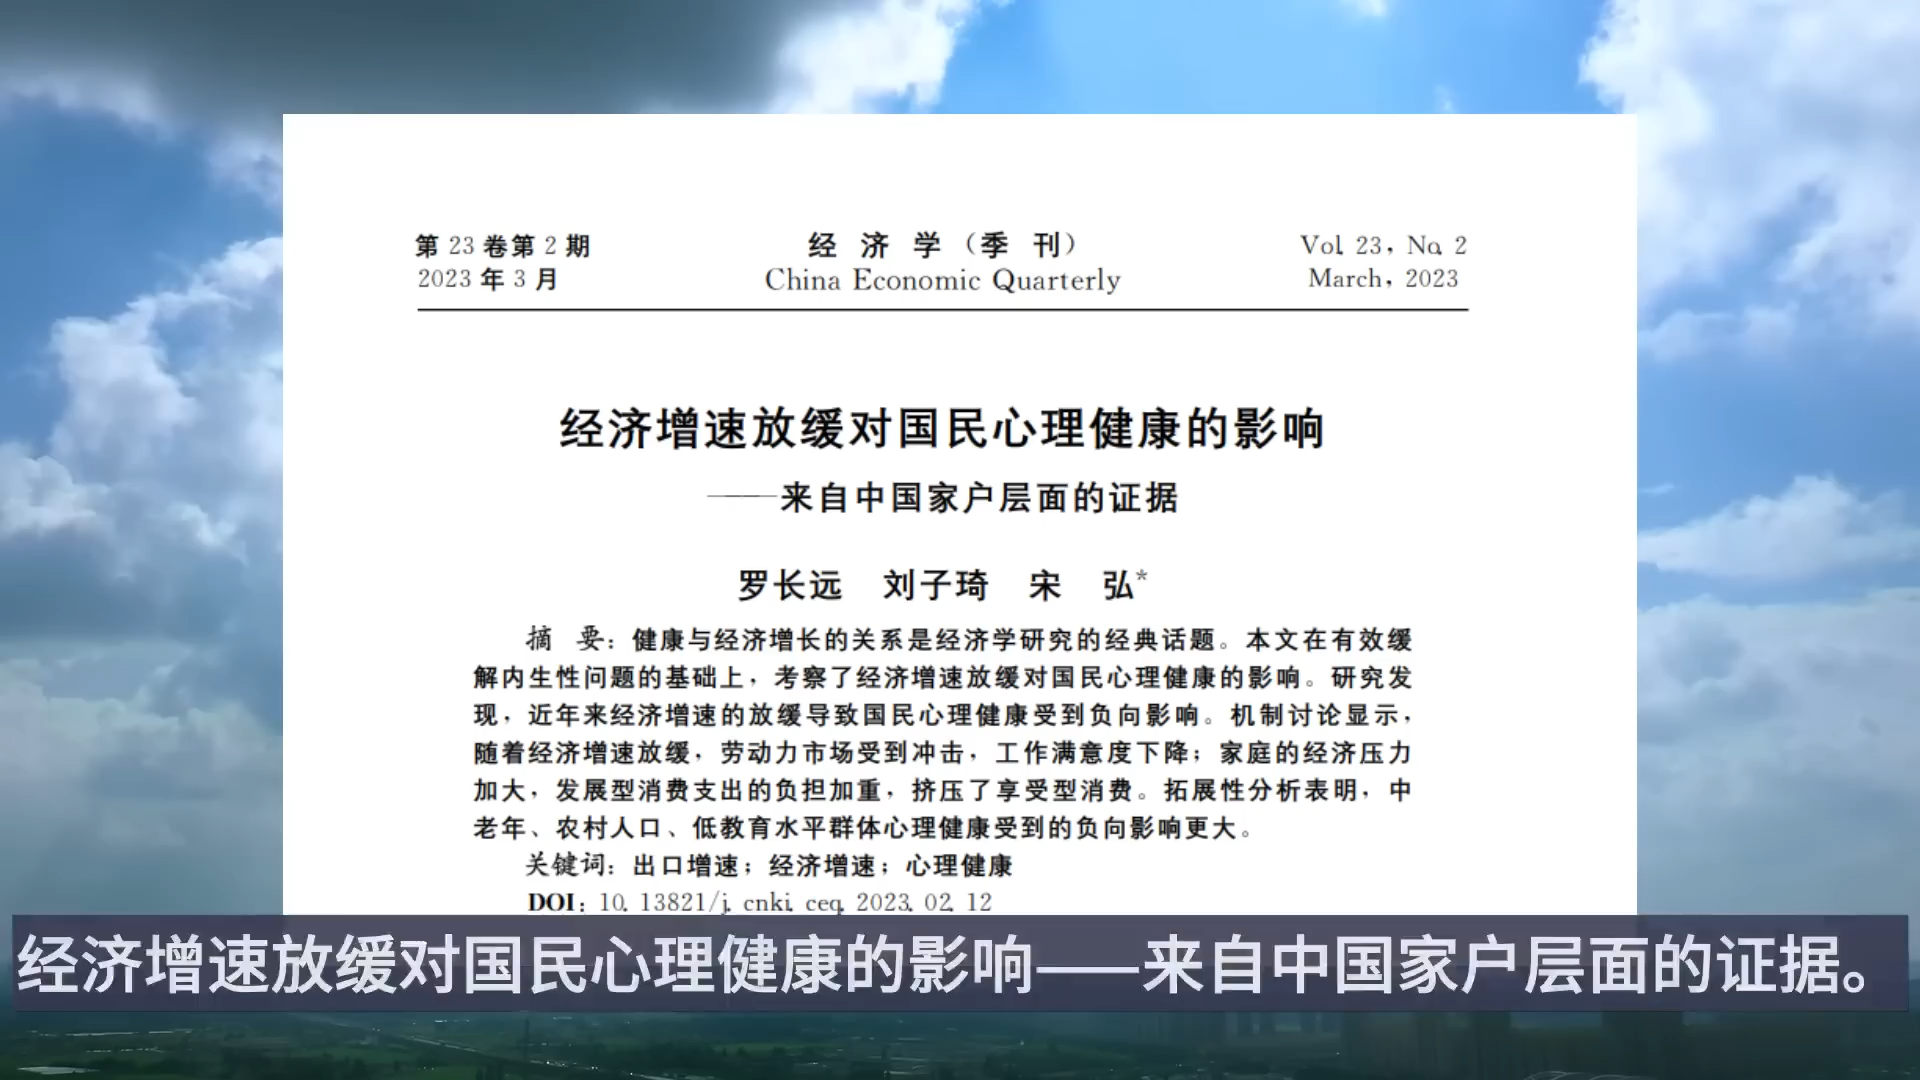 第 23 卷第 2 期
2023 年 3 月
经 济 学（季 刊）
China Economic Quarterly
Vol. 23, No. 2
March, 2023
经济增速放缓对国民心理健康的影响
——来自中国家户层面的证据
罗长远 刘子琦 宋 弘*
摘 要：健康与经济增长的关系是经济学研究的经典话题。本文在有效缓
解内生性问题的基础上，考察了经济增速放缓对国民心理健康的影响。研究发
现，近年来经济增速的放缓导致国民心理健康受到负向影响。机制讨论显示，
随着经济增速放缓，劳动力市场受到冲击，工作满意度下降；家庭的经济压力
加大，发展型消费支出的负担加重，挤压了享受型消费。拓展性分析表明，中
老年、农村人口、低教育水平群体心理健康受到的负向影响更大。
关键词：出口增速；经济增速；心理健康
DOI：10. 13821/j. cnki. ceq. 2023. 02. 12
经济增速放缓对国民心理健康的影响——来自中国家户层面的证据。